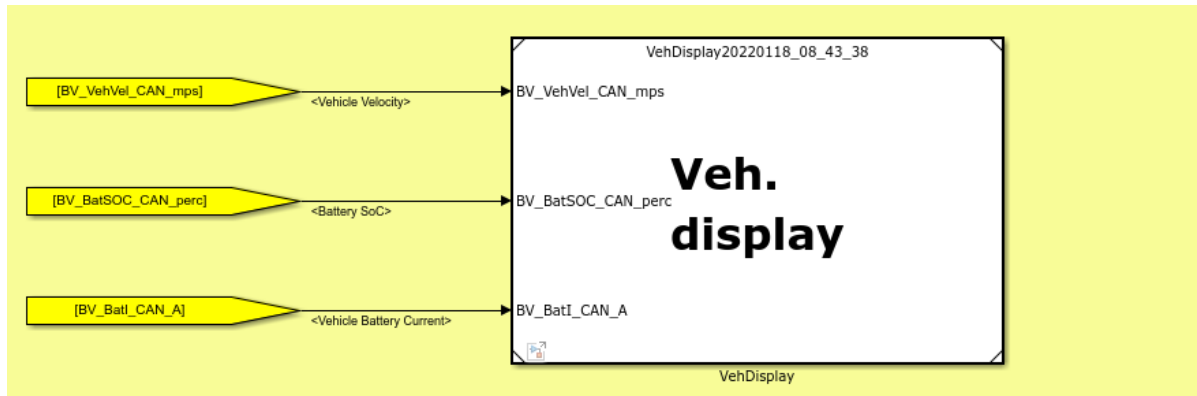 VehDisplay20220118_08_43_38
[BV_VehVel_CAN_mps]
<Vehicle Velocity>
BV_VehVel_CAN_mps
Veh.
display
[BV_BatSOC_CAN_perc]
<Battery SoC>
BV_BatSOC_CAN_perc
[BV_BatI_CAN_A]
<Vehicle Battery Current>
BV_BatI_CAN_A
VehDisplay